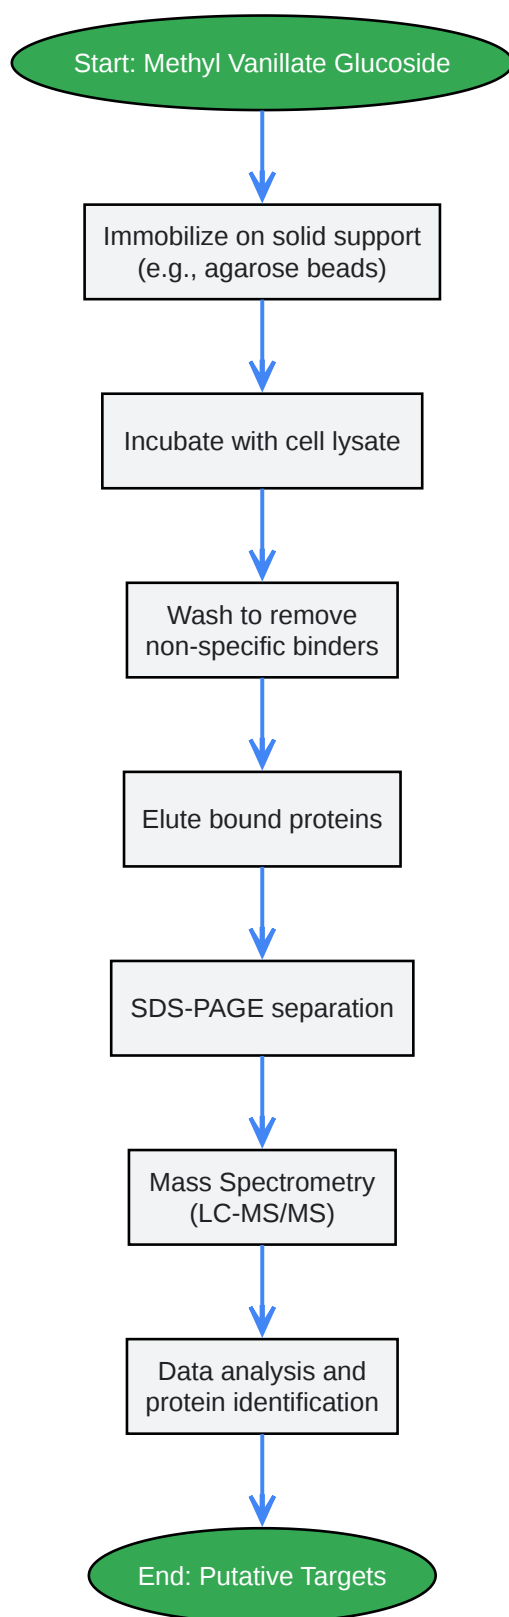 Start: Methyl Vanillate Glucoside
Immobilize on solid support
(e.g., agarose beads)
Incubate with cell lysate
Wash to remove
non-specific binders
Elute bound proteins
SDS-PAGE separation
Mass Spectrometry
(LC-MS/MS)
Data analysis and
protein identification
End: Putative Targets